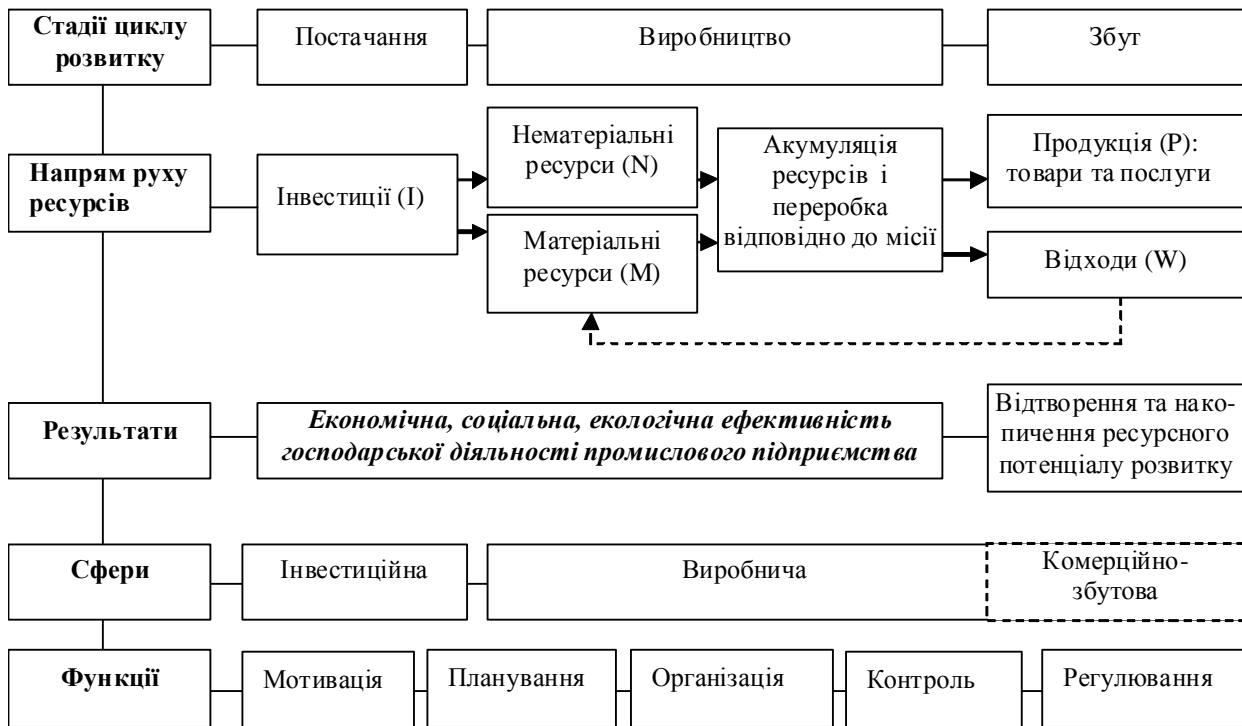 Стадії циклу
розвитку
Постачання
Виробництво
Збут
Напрям руху
ресурсів
Інвестиції (I)
Нематеріальні
ресурси (N)
Матеріальні
ресурси (M)
Акумуляція
ресурсів і
переробка
відповідно до місії
Продукція (P):
товари та послуги
Відходи (W)
Результати
Економічна, соціальна, екологічна ефективність
господарської діяльності промислового підприємства
Відтворення та нако-
пичення ресурсного
потенціалу розвитку
Сфери
Інвестиційна
Виробнича
Комерційно-
збутова
Функції
Мотивація
Планування
Організація
Контроль
Регулювання